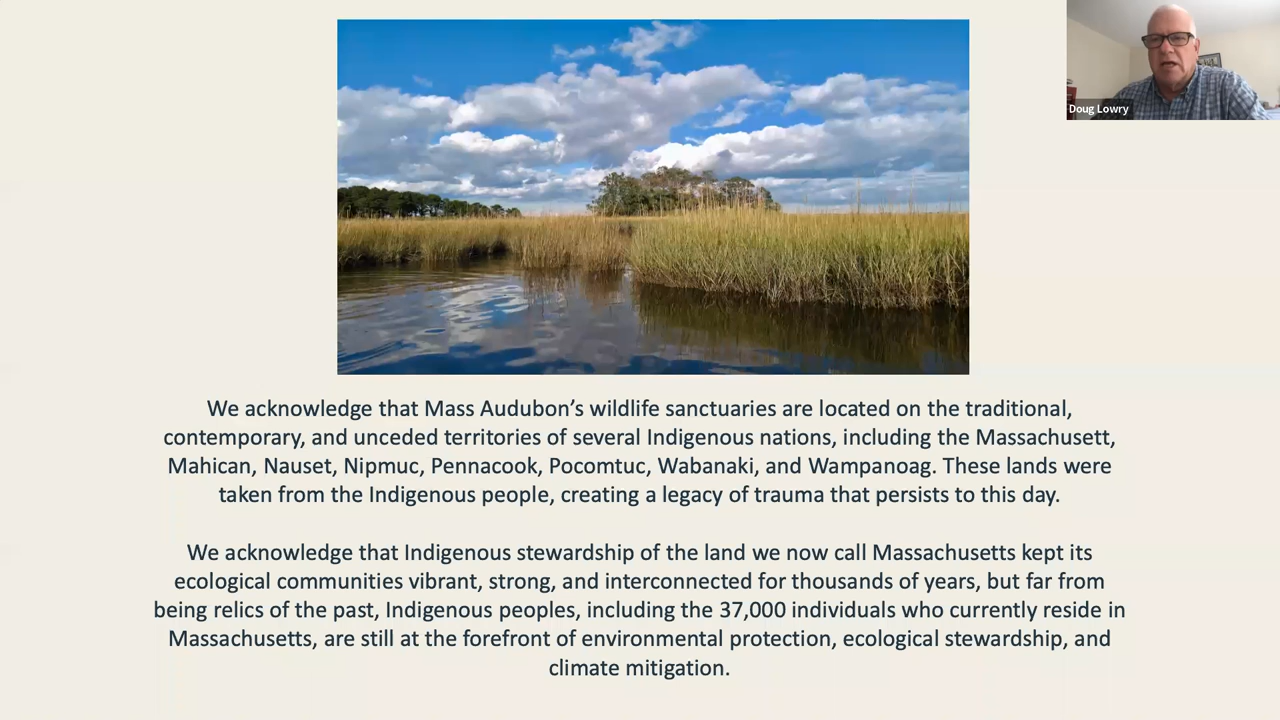 Doug Lowry
We acknowledge that Mass Audubon’s wildlife sanctuaries are located on the traditional,
contemporary, and unceded territories of several Indigenous nations, including the Massachusett,
Mahican, Nauset, Nipmuc, Pennacook, Pocomtuc, Wabanaki, and Wampanoag. These lands were
taken from the Indigenous people, creating a legacy of trauma that persists to this day.
We acknowledge that Indigenous stewardship of the land we now call Massachusetts kept its
ecological communities vibrant, strong, and interconnected for thousands of years, but far from
being relics of the past, Indigenous peoples, including the 37,000 individuals who currently reside in
Massachusetts, are still at the forefront of environmental protection, ecological stewardship, and
climate mitigation.